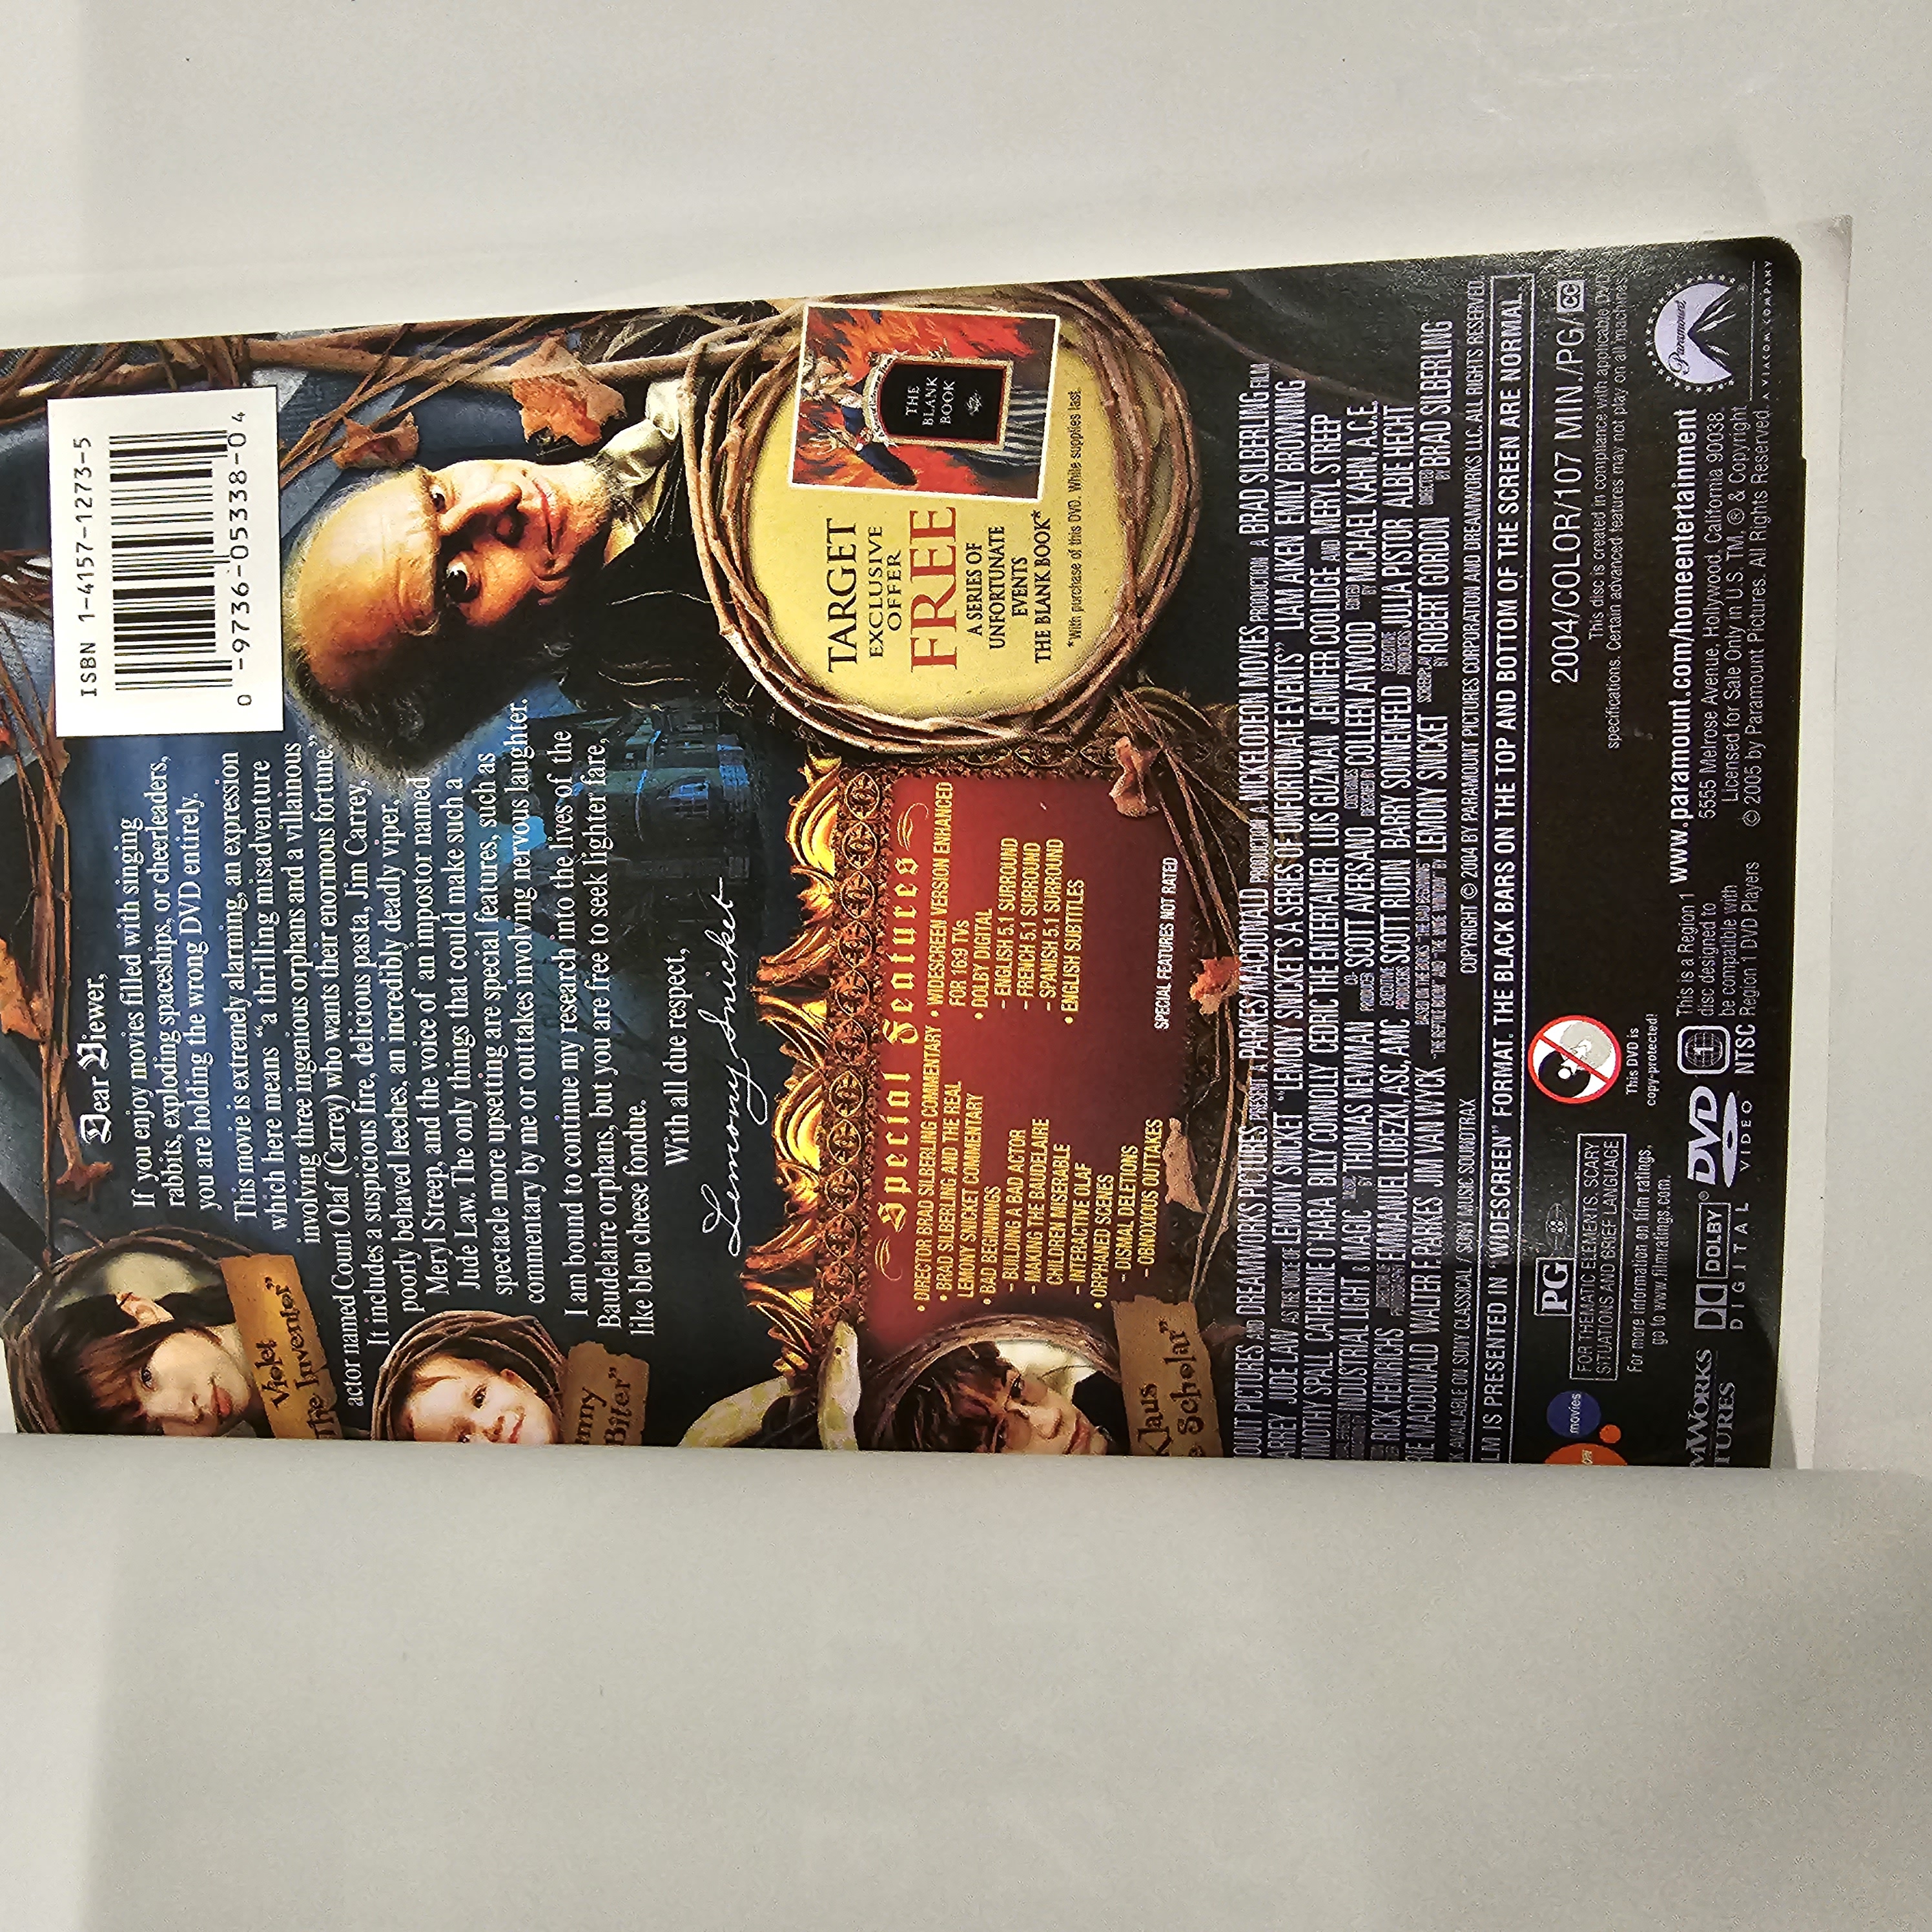 Dear Viewer,
If you enjoy movies filled with singing
rabbits, exploding spaceships, or cheerleaders,
you are holding the wrong DVD entirely.
This movie is extremely alarming, an expression
which here means “a thrilling misadventure
involving three ingenious orphans and a villainous
actor named Count Olaf (Carrey) who wants their enormous fortune.”
It includes a suspicious fire, delicious pasta, Jim Carrey,
poorly behaved leeches, an incredibly deadly viper,
Meryl Streep, and the voice of an impostor named
Jude Law. The only things that could make such a
spectacle more upsetting are special features, such as
commentary by me or outtakes involving nervous laughter.
I am bound to continue my research into the lives of the
Baudelaire orphans, but you are free to seek lighter fare,
like bleu cheese fondue.
With all due respect,
Lemony Snicket
ISBN 1-4157-1273-5
0 -9736-05338-0 4
Violet
The Inventor”
nny
Biter”
Klaus
e Scholar”
Special Features
• DIRECTOR BRAD SILBERLING COMMENTARY
• BRAD SILBERLING AND THE REAL
LEMONY SNICKET COMMENTARY
• BAD BEGINNINGS
– BUILDING A BAD ACTOR
– MAKING THE BAUDELAIRE
CHILDREN MISERABLE
– INTERACTIVE OLAF
• ORPHANED SCENES
– DISMAL DELETIONS
– OBNOXIOUS OUTTAKES
• WIDESCREEN VERSION ENHANCED
FOR 16:9 TVs
• DOLBY DIGITAL
– ENGLISH 5.1 SURROUND
– FRENCH 5.1 SURROUND
– SPANISH 5.1 SURROUND
• ENGLISH SUBTITLES
SPECIAL FEATURES NOT RATED
TARGET
EXCLUSIVE
OFFER
FREE
A SERIES OF
UNFORTUNATE
EVENTS
THE BLANK BOOK*
*With purchase of this DVD. While supplies last.
THE
BLANK
BOOK
OUNT PICTURES AND DREAMWORKS PICTURES PRESENT A PARKES/MACDONALD PRODUCTION A NICKELODEON MOVIES PRODUCTION A BRAD SILBERLING FILM
ARREY JUDE LAW AS THE VOICE OF LEMONY SNICKET “LEMONY SNICKET'S A SERIES OF UNFORTUNATE EVENTS” LIAM AIKEN EMILY BROWNING
TIMOTHY SPALL CATHERINE O'HARA BILLY CONNOLLY CEDRIC THE ENTERTAINER LUIS GUZMAN JENNIFER COOLIDGE AND MERYL STREEP
INDUSTRIAL LIGHT & MAGIC MUSIC BY THOMAS NEWMAN CO-PRODUCER SCOTT AVERSANO COSTUMES DESIGNED BY COLLEEN ATWOOD EDITED BY MICHAEL KAHN, A.C.E.
RICK HEINRICHS DIRECTOR OF PHOTOGRAPHY EMMANUEL LUBEZKI, ASC, AMC EXECUTIVE PRODUCERS SCOTT RUDIN BARRY SONNENFELD EXECUTIVE PRODUCERS JULIA PISTOR ALBIE HECHT
RIE MACDONALD WALTER F. PARKES JIM VAN WYCK BASED ON THE BOOKS “THE BAD BEGINNING” “THE REPTILE ROOM” AND “THE WIDE WINDOW” BY LEMONY SNICKET SCREENPLAY BY ROBERT GORDON DIRECTED BY BRAD SILBERLING
K AVAILABLE ON SONY CLASSICAL / SONY MUSIC SOUNDTRAX
COPYRIGHT © 2004 BY PARAMOUNT PICTURES CORPORATION AND DREAMWORKS LLC. ALL RIGHTS RESERVED.
LM IS PRESENTED IN “WIDESCREEN” FORMAT. THE BLACK BARS ON THE TOP AND BOTTOM OF THE SCREEN ARE NORMAL.
movies
PG
FOR THEMATIC ELEMENTS, SCARY
SITUATIONS AND BRIEF LANGUAGE
For more information on film ratings,
go to www.filmratings.com.
This DVD is
copy-protected!
2004/COLOR/107 MIN./PG/CC
This disc is created in compliance with applicable DVD
specifications. Certain advanced features may not play on all machines.
MWORKS
TURES
DOLBY
DIGITAL
DVD
VIDEO
1
NTSC
This is a Region 1
disc designed to
be compatible with
Region 1 DVD Players
www.paramount.com/homeentertainment
5555 Melrose Avenue, Hollywood, California 90038.
Licensed for Sale Only in U.S. TM, ® & Copyright
© 2005 by Paramount Pictures. All Rights Reserved.
Paramount
A VIACOM COMPANY